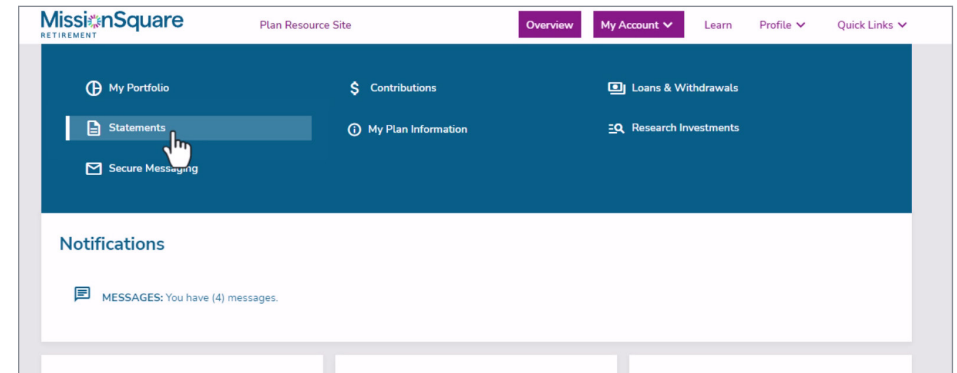 MissionSquare
RETIREMENT
Plan Resource Site
Overview
My Account
Learn
Profile
Quick Links
My Portfolio
Contributions
Loans & Withdrawals
Statements
My Plan Information
Research Investments
Secure Messaging
Notifications
MESSAGES: You have (4) messages.